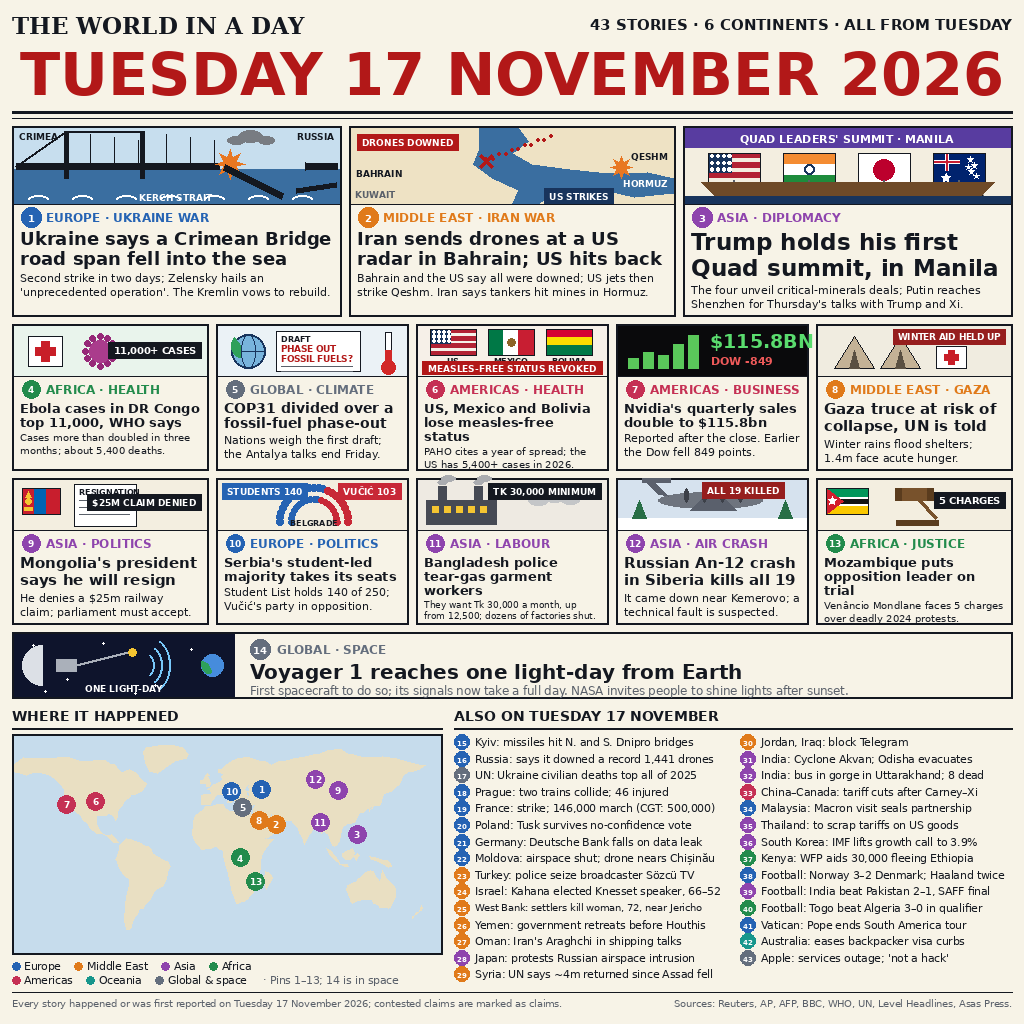 THE WORLD IN A DAY
43 STORIES · 6 CONTINENTS · ALL FROM TUESDAY
TUESDAY 17 NOVEMBER 2026
CRIMEA
RUSSIA
KERCH STRAIT
1 EUROPE · UKRAINE WAR
Ukraine says a Crimean Bridge
road span fell into the sea
Second strike in two days; Zelensky hails an
'unprecedented operation'. The Kremlin vows to rebuild.
DRONES DOWNED
QESHM
BAHRAIN
HORMUZ
KUWAIT
US STRIKES
2 MIDDLE EAST · IRAN WAR
Iran sends drones at a US
radar in Bahrain; US hits back
Bahrain and the US say all were downed; US jets then
strike Qeshm. Iran says tankers hit mines in Hormuz.
QUAD LEADERS' SUMMIT · MANILA
3 ASIA · DIPLOMACY
Trump holds his first
Quad summit, in Manila
The four unveil critical-minerals deals; Putin reaches
Shenzhen for Thursday's talks with Trump and Xi.
11,000+ CASES
4 AFRICA · HEALTH
Ebola cases in DR Congo
top 11,000, WHO says
Cases more than doubled in three
months; about 5,400 deaths.
DRAFT
PHASE OUT
FOSSIL FUELS?
5 GLOBAL · CLIMATE
COP31 divided over a
fossil-fuel phase-out
Nations weigh the first draft;
the Antalya talks end Friday.
US MEXICO BOLIVIA
MEASLES-FREE STATUS REVOKED
6 AMERICAS · HEALTH
US, Mexico and Bolivia
lose measles-free
status
PAHO cites a year of spread; the
US has 5,400+ cases in 2026.
$115.8BN
DOW -849
7 AMERICAS · BUSINESS
Nvidia's quarterly sales
double to $115.8bn
Reported after the close. Earlier
the Dow fell 849 points.
WINTER AID HELD UP
8 MIDDLE EAST · GAZA
Gaza truce at risk of
collapse, UN is told
Winter rains flood shelters;
1.4m face acute hunger.
RESIGNATION
$25M CLAIM DENIED
9 ASIA · POLITICS
Mongolia's president
says he will resign
He denies a $25m railway
claim; parliament must accept.
STUDENTS 140
VUČIĆ 103
BELGRADE
10 EUROPE · POLITICS
Serbia's student-led
majority takes its seats
Student List holds 140 of 250;
Vučić's party in opposition.
TK 30,000 MINIMUM
11 ASIA · LABOUR
Bangladesh police
tear-gas garment
workers
They want Tk 30,000 a month, up
from 12,500; dozens of factories shut.
ALL 19 KILLED
12 ASIA · AIR CRASH
Russian An-12 crash
in Siberia kills all 19
It came down near Kemerovo; a
technical fault is suspected.
5 CHARGES
13 AFRICA · JUSTICE
Mozambique puts
opposition leader on
trial
Venâncio Mondlane faces 5 charges
over deadly 2024 protests.
ONE LIGHT-DAY
14 GLOBAL · SPACE
Voyager 1 reaches one light-day from Earth
First spacecraft to do so; its signals now take a full day. NASA invites people to shine lights after sunset.
WHERE IT HAPPENED
12
10 1 9
7 6 5
8 2 11 3
4
13
Europe Middle East Asia Africa
Americas Oceania Global & space · Pins 1–13; 14 is in space
ALSO ON TUESDAY 17 NOVEMBER
15 Kyiv: missiles hit N. and S. Dnipro bridges
16 Russia: says it downed a record 1,441 drones
17 UN: Ukraine civilian deaths top all of 2025
18 Prague: two trains collide; 46 injured
19 France: strike; 146,000 march (CGT: 500,000)
20 Poland: Tusk survives no-confidence vote
21 Germany: Deutsche Bank falls on data leak
22 Moldova: airspace shut; drone nears Chișinău
23 Turkey: police seize broadcaster Sözcü TV
24 Israel: Kahana elected Knesset speaker, 66–52
25 West Bank: settlers kill woman, 72, near Jericho
26 Yemen: government retreats before Houthis
27 Oman: Iran's Araghchi in shipping talks
28 Japan: protests Russian airspace intrusion
29 Syria: UN says ~4m returned since Assad fell
30 Jordan, Iraq: block Telegram
31 India: Cyclone Akvan; Odisha evacuates
32 India: bus in gorge in Uttarakhand; 8 dead
33 China–Canada: tariff cuts after Carney–Xi
34 Malaysia: Macron visit seals partnership
35 Thailand: to scrap tariffs on US goods
36 South Korea: IMF lifts growth call to 3.9%
37 Kenya: WFP aids 30,000 fleeing Ethiopia
38 Football: Norway 3–2 Denmark; Haaland twice
39 Football: India beat Pakistan 2–1, SAFF final
40 Football: Togo beat Algeria 3–0 in qualifier
41 Vatican: Pope ends South America tour
42 Australia: eases backpacker visa curbs
43 Apple: services outage; 'not a hack'
Every story happened or was first reported on Tuesday 17 November 2026; contested claims are marked as claims.
Sources: Reuters, AP, AFP, BBC, WHO, UN, Level Headlines, Asas Press.